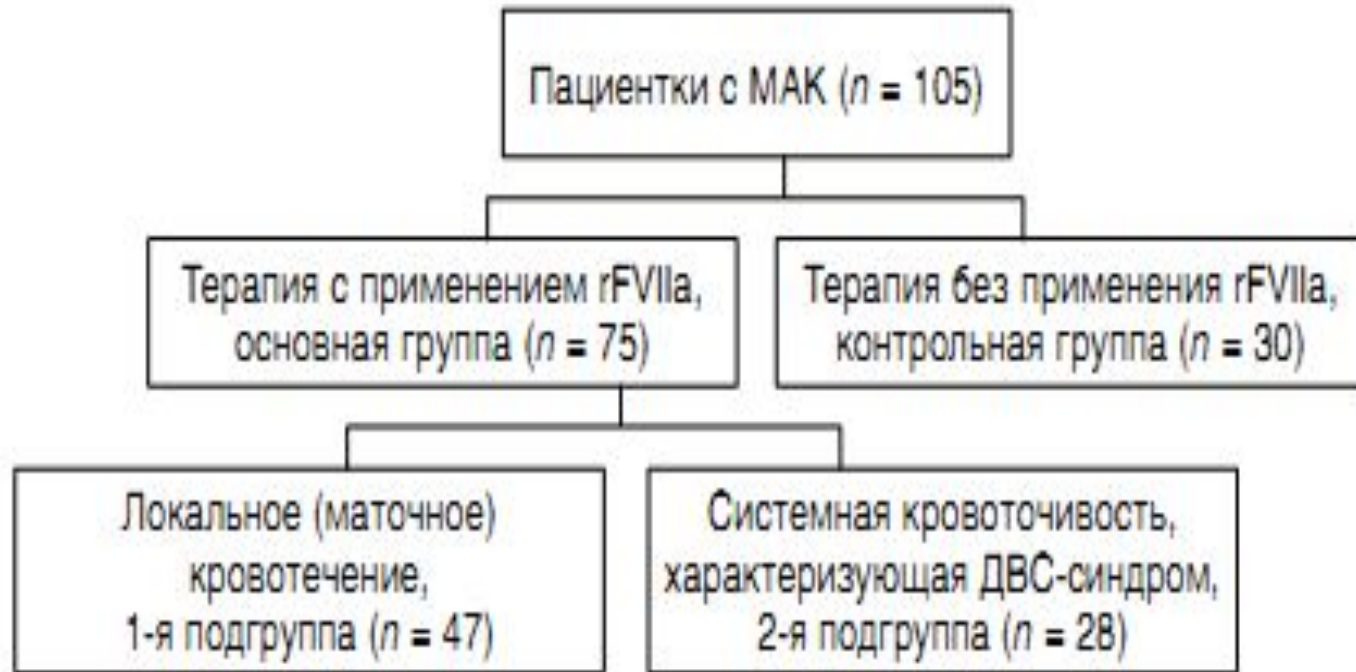 Пациентки с МАК (n = 105)
Терапия с применением rFVIIa,
основная группа (n = 75)
Терапия без применения rFVIIa,
контрольная группа (n = 30)
Локальное (маточное)
кровотечение,
1-я подгруппа (n = 47)
Системная кровоточивость,
характеризующая ДВС-синдром,
2-я подгруппа (n = 28)